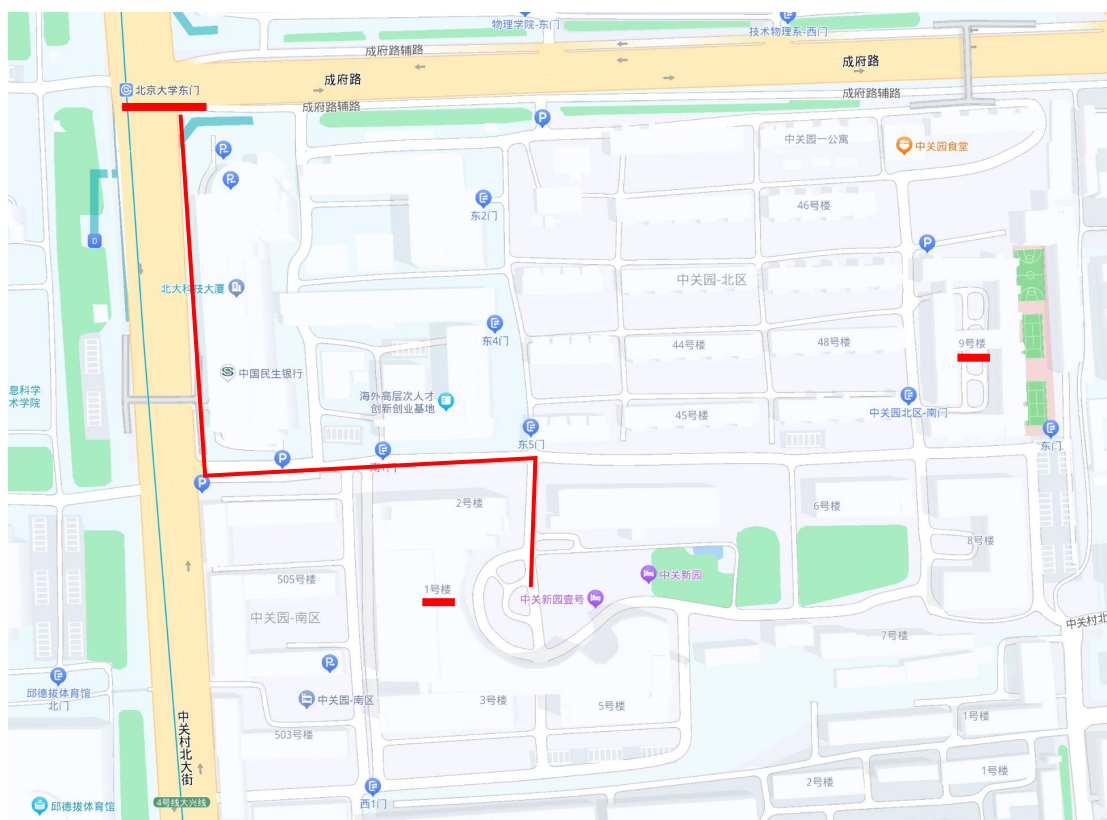 物理学院-东门
技术物理系-西门
成府路辅路
成府路
成府路
北京大学东门
成府路辅路
成府路辅路
P
中关园一公寓
中关园食堂
P
P
东2门
46号楼
D
P
中关园-北区
北大科技大厦
东4门
44号楼
48号楼
9号楼
中国民生银行
息科学
术学院
海外高层次人才
创新创业基地
45号楼
中关园北区-南门
东5门
东门
P
南1门
P
2号楼
6号楼
8号楼
505号楼
1号楼
中关新园
中关新园壹号
中关园-南区
中关村北
7号楼
P
邱德拔体育馆
北门
中关园-南区
3号楼
5号楼
中关村北大街
503号楼
1号楼
1号楼
2号楼
西1门
邱德拔体育馆
4号线大兴线